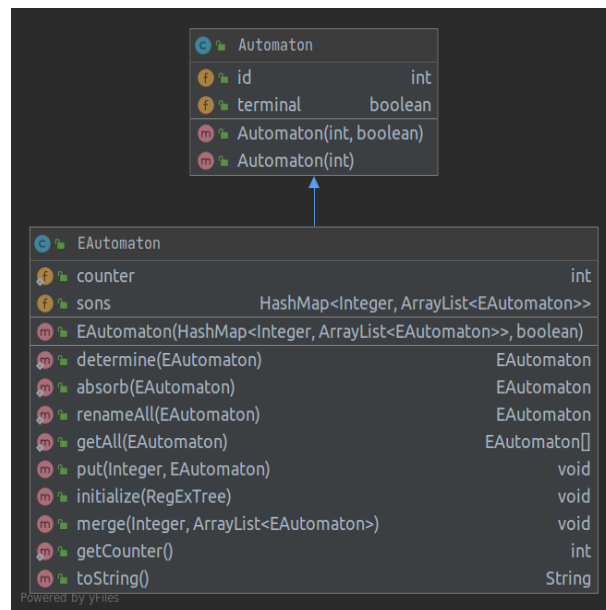 Automaton
id int
terminal boolean
Automaton(int, boolean)
Automaton(int)
EAutomaton
counter int
sons HashMap<Integer, ArrayList<EAutomaton>>
EAutomaton(HashMap<Integer, ArrayList<EAutomaton>>, boolean)
determine(EAutomaton) EAutomaton
absorb(EAutomaton) EAutomaton
renameAll(EAutomaton) EAutomaton
getAll(EAutomaton) EAutomaton[]
put(Integer, EAutomaton) void
initialize(RegExTree) void
merge(Integer, ArrayList<EAutomaton>) void
getCounter() int
toString() String
Powered by yFiles